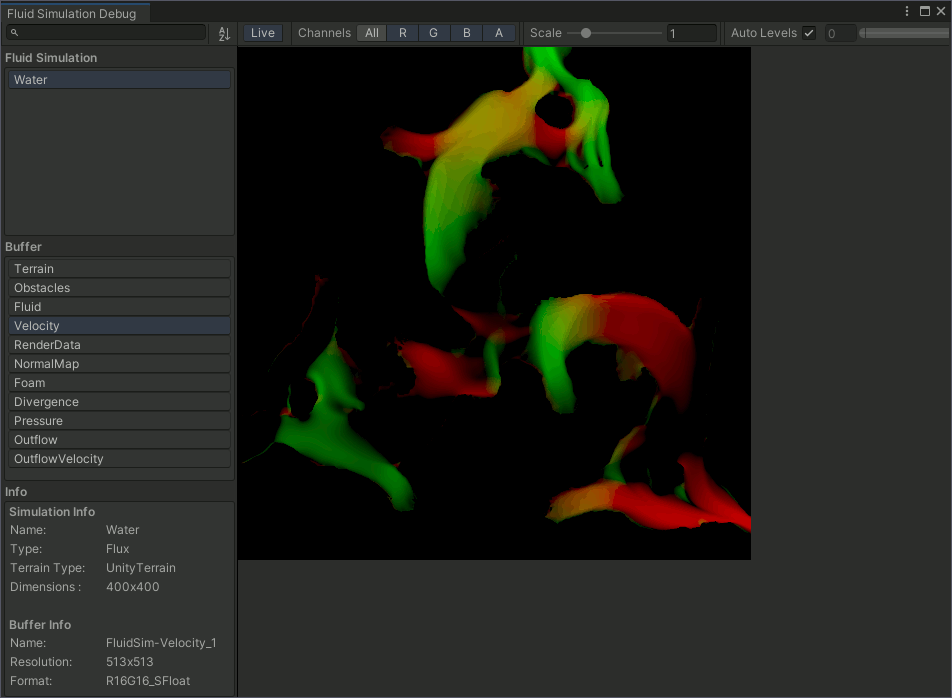 Fluid Simulation Debug
Live Channels All R G B A Scale 1 Auto Levels 0
Fluid Simulation
Water
Buffer
Terrain
Obstacles
Fluid
Velocity
RenderData
NormalMap
Foam
Divergence
Pressure
Outflow
OutflowVelocity
Info
Simulation Info
Name: Water
Type: Flux
Terrain Type: UnityTerrain
Dimensions : 400x400
Buffer Info
Name: FluidSim-Velocity_1
Resolution: 513x513
Format: R16G16_SFloat